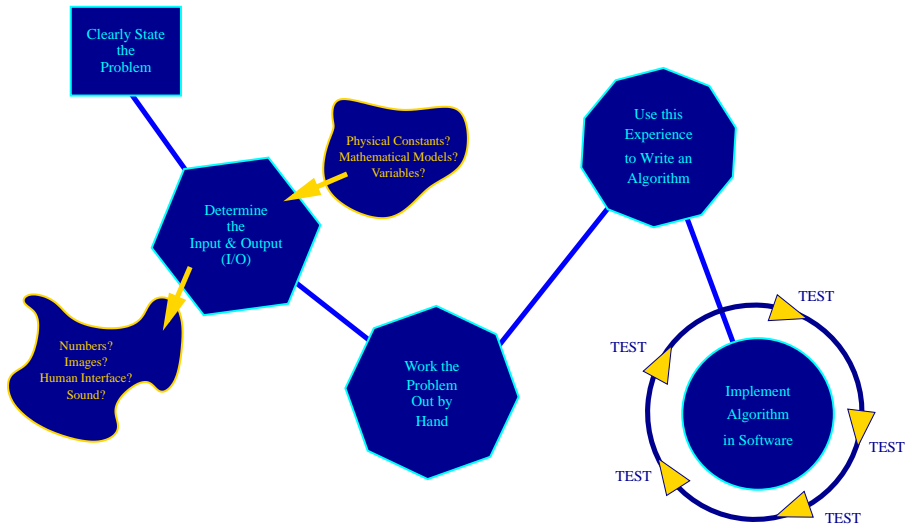 Clearly State
the
Problem
Physical Constants?
Mathematical Models?
Variables?
Determine
the
Input & Output
(I/O)
Numbers?
Images?
Human Interface?
Sound?
Work the
Problem
Out by
Hand
Use this
Experience
to Write an
Algorithm
TEST
TEST
TEST
TEST
TEST
Implement
Algorithm
in Software